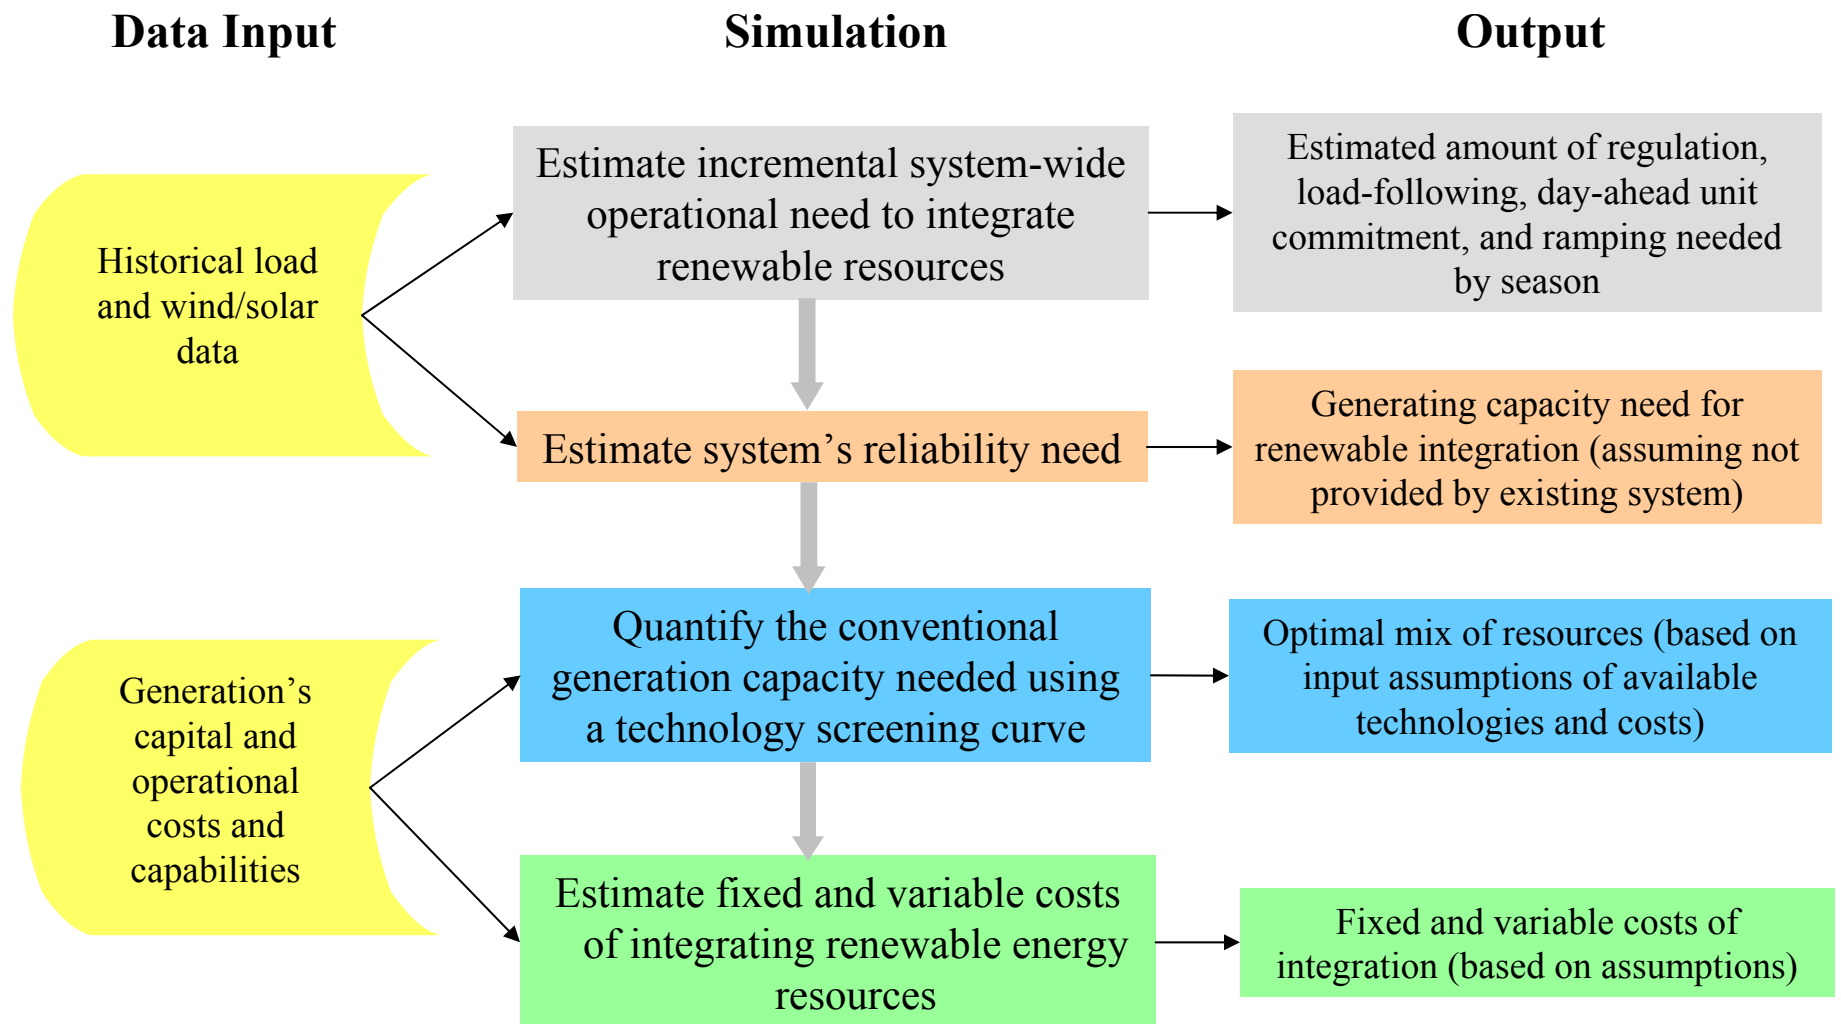 Data Input
Simulation
Output
Historical load
and wind/solar
data
Estimate incremental system-wide
operational need to integrate
renewable resources
Estimated amount of regulation,
load-following, day-ahead unit
commitment, and ramping needed
by season
Estimate system’s reliability need
Generating capacity need for
renewable integration (assuming not
provided by existing system)
Generation’s
capital and
operational
costs and
capabilities
Quantify the conventional
generation capacity needed using
a technology screening curve
Optimal mix of resources (based on
input assumptions of available
technologies and costs)
Estimate fixed and variable costs
of integrating renewable energy
resources
Fixed and variable costs of
integration (based on assumptions)